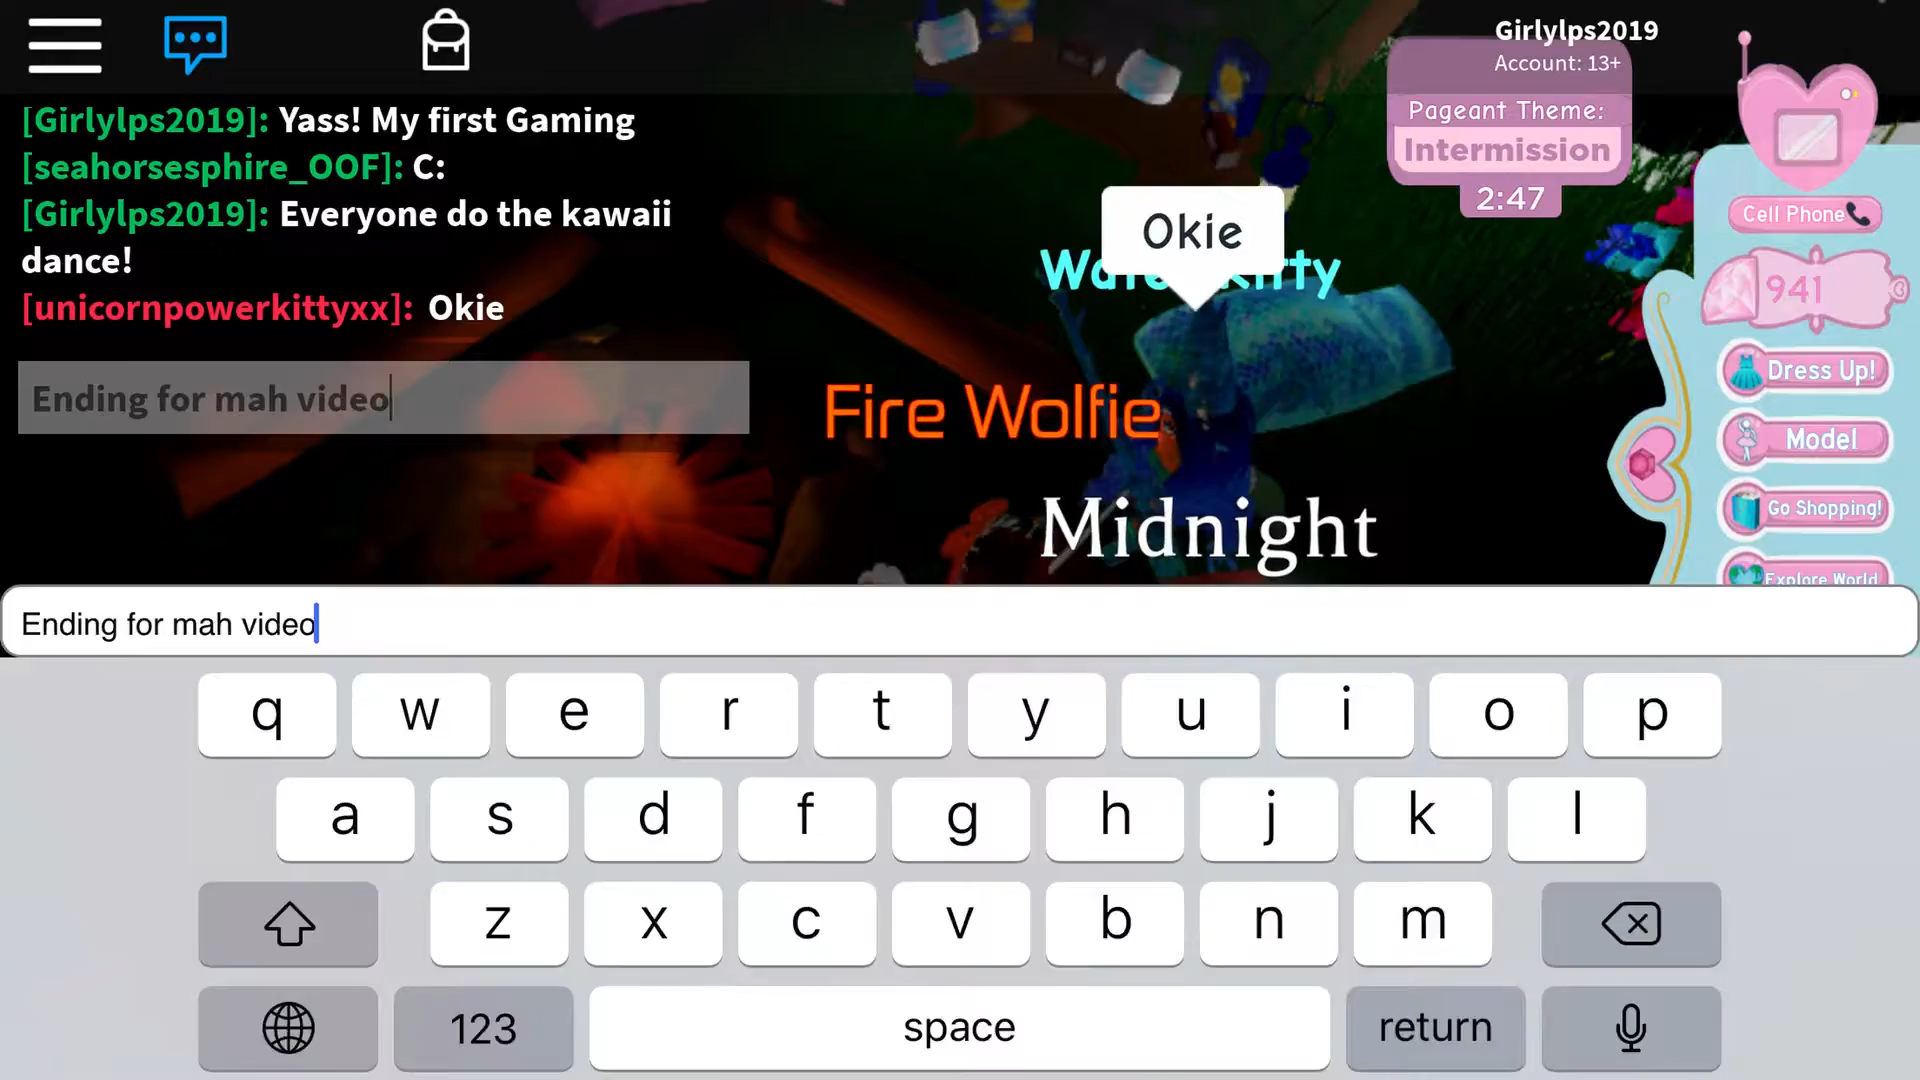 Girlylps2019
Account: 13+
[Girlylps2019]: Yass! My first Gaming
[seahorsesphire_OOF]: C:
[Girlylps2019]: Everyone do the kawaii
dance!
[unicornpowerkittyxx]: Okie
Ending for mah video
Pageant Theme:
Intermission
2:47
Okie
Fire Wolfie
Midnight
Cell Phone
941
Dress Up!
Model
Go Shopping!
Explore World
Ending for mah video
q w e r t y u i o p
a s d f g h j k l
z x c v b n m
123 space return